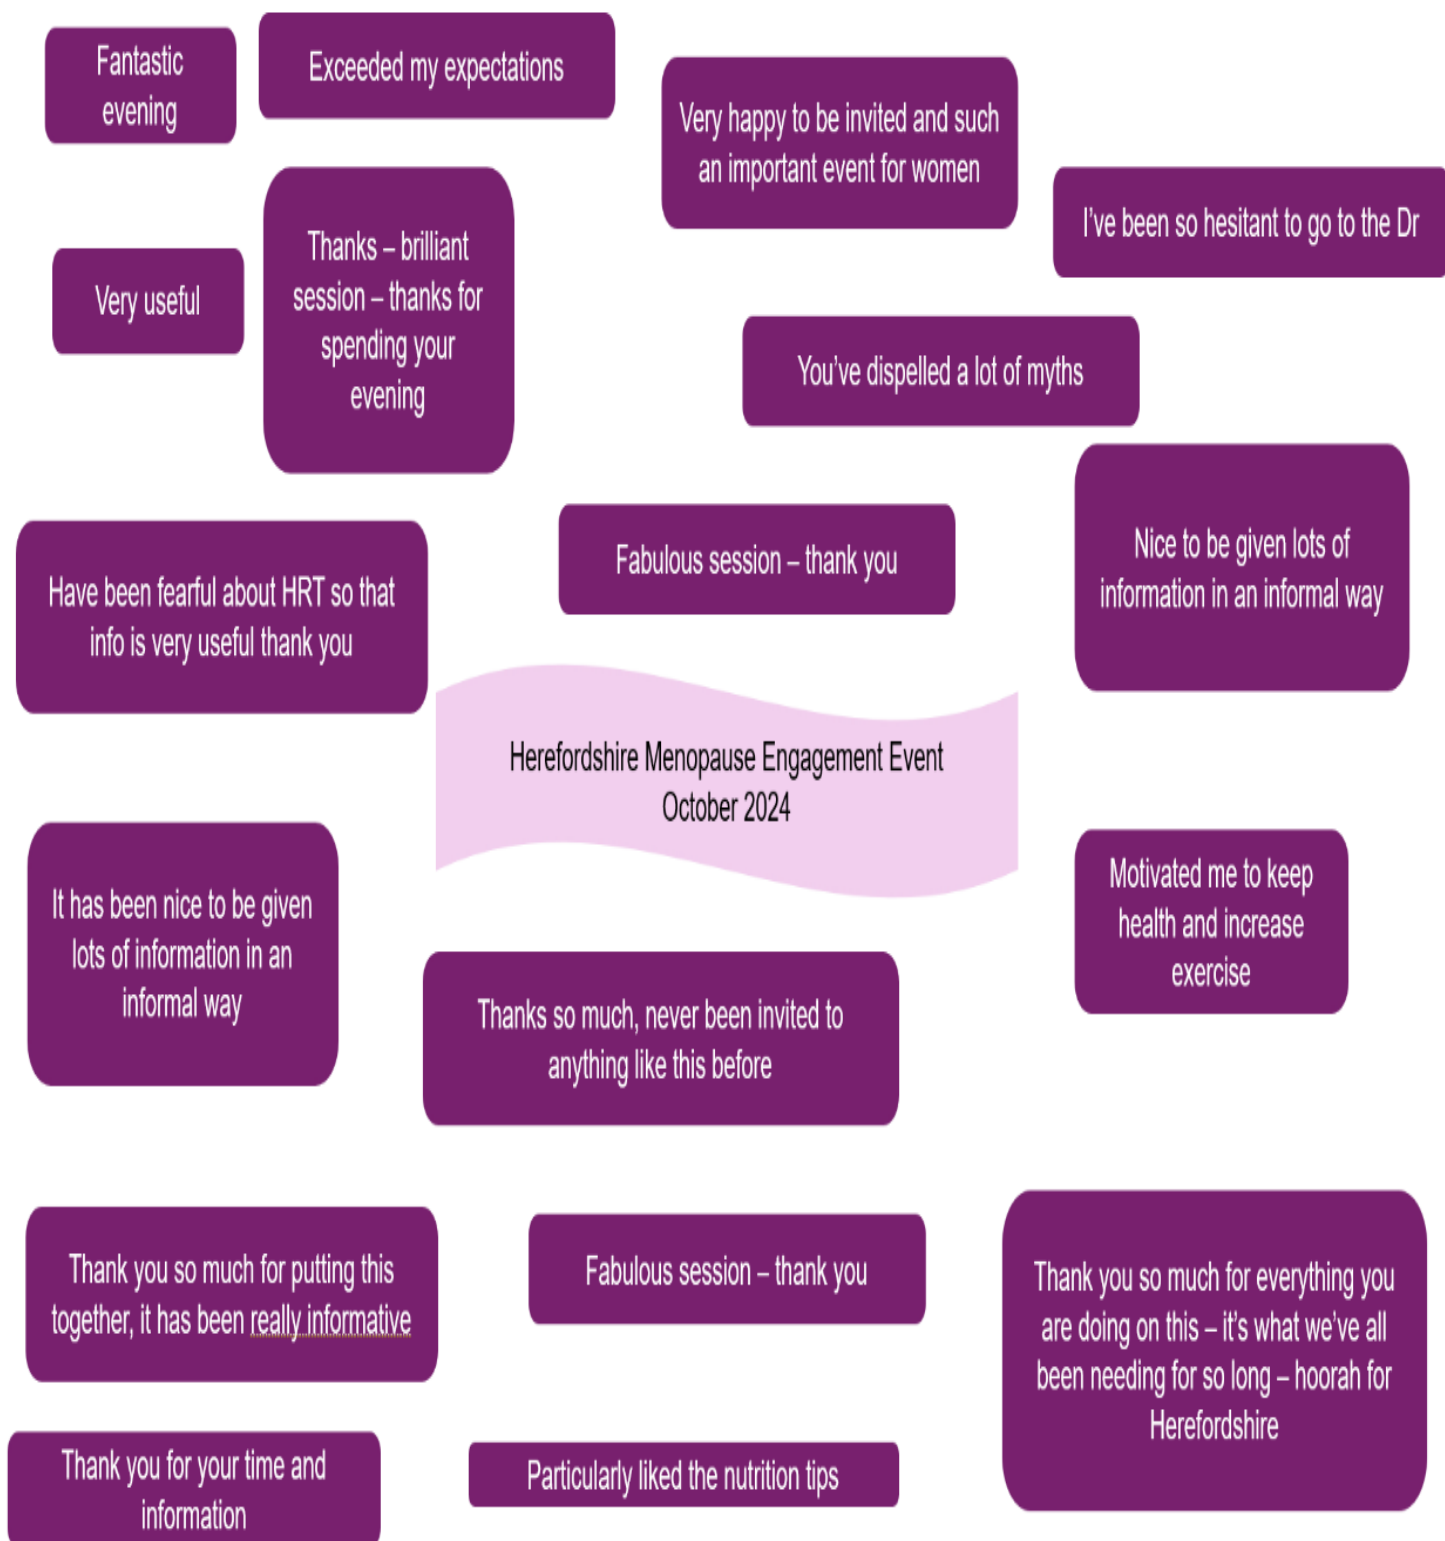 Fantastic
evening
Exceeded my expectations
Very happy to be invited and such
an important event for women
I've been so hesitant to go to the Dr
Very useful
Thanks – brilliant
session – thanks for
spending your
evening
You've dispelled a lot of myths
Have been fearful about HRT so that
info is very useful thank you
Fabulous session – thank you
Nice to be given lots of
information in an informal way
Herefordshire Menopause Engagement Event
October 2024
It has been nice to be given
lots of information in an
informal way
Thanks so much, never been invited to
anything like this before
Motivated me to keep
health and increase
exercise
Thank you so much for putting this
together, it has been really informative
Fabulous session – thank you
Thank you so much for everything you
are doing on this – it's what we've all
been needing for so long – hoorah for
Herefordshire
Thank you for your time and
information
Particularly liked the nutrition tips